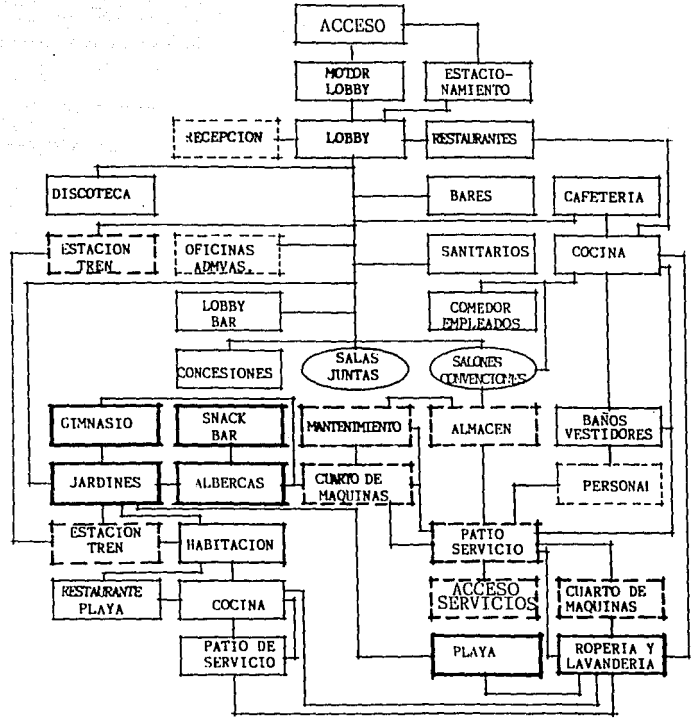 ACCESO
MOTOR
LOBBY
ESTACIO-
NAMIENTO
RECEPCION
LOBBY
RESTAURANTES
DISCOTECA
BARES
CAFETERIA
ESTACION
TREN
OFICINAS
ADMVAS.
SANITARIOS
COCINA
LOBBY
BAR
COMEDOR
EMPLEADOS
CONCESIONES
SALAS
JUNTAS
SALONES
CONVENCIONES
GIMNASIO
SNACK
BAR
MANTENIMIENTO
ALMACEN
BAÑOS
VESTIDORES
JARDINES
ALBERCAS
CUARTO DE
MAQUINAS
PERSONAl
ESTACION
TREN
HABITACION
PATIO
SERVICIO
RESTAURANTE
PLAYA
COCINA
ACCESO
SERVICIOS
CUARTO DE
MAQUINAS
PATIO DE
SERVICIO
PLAYA
ROPERIA Y
LAVANDERIA